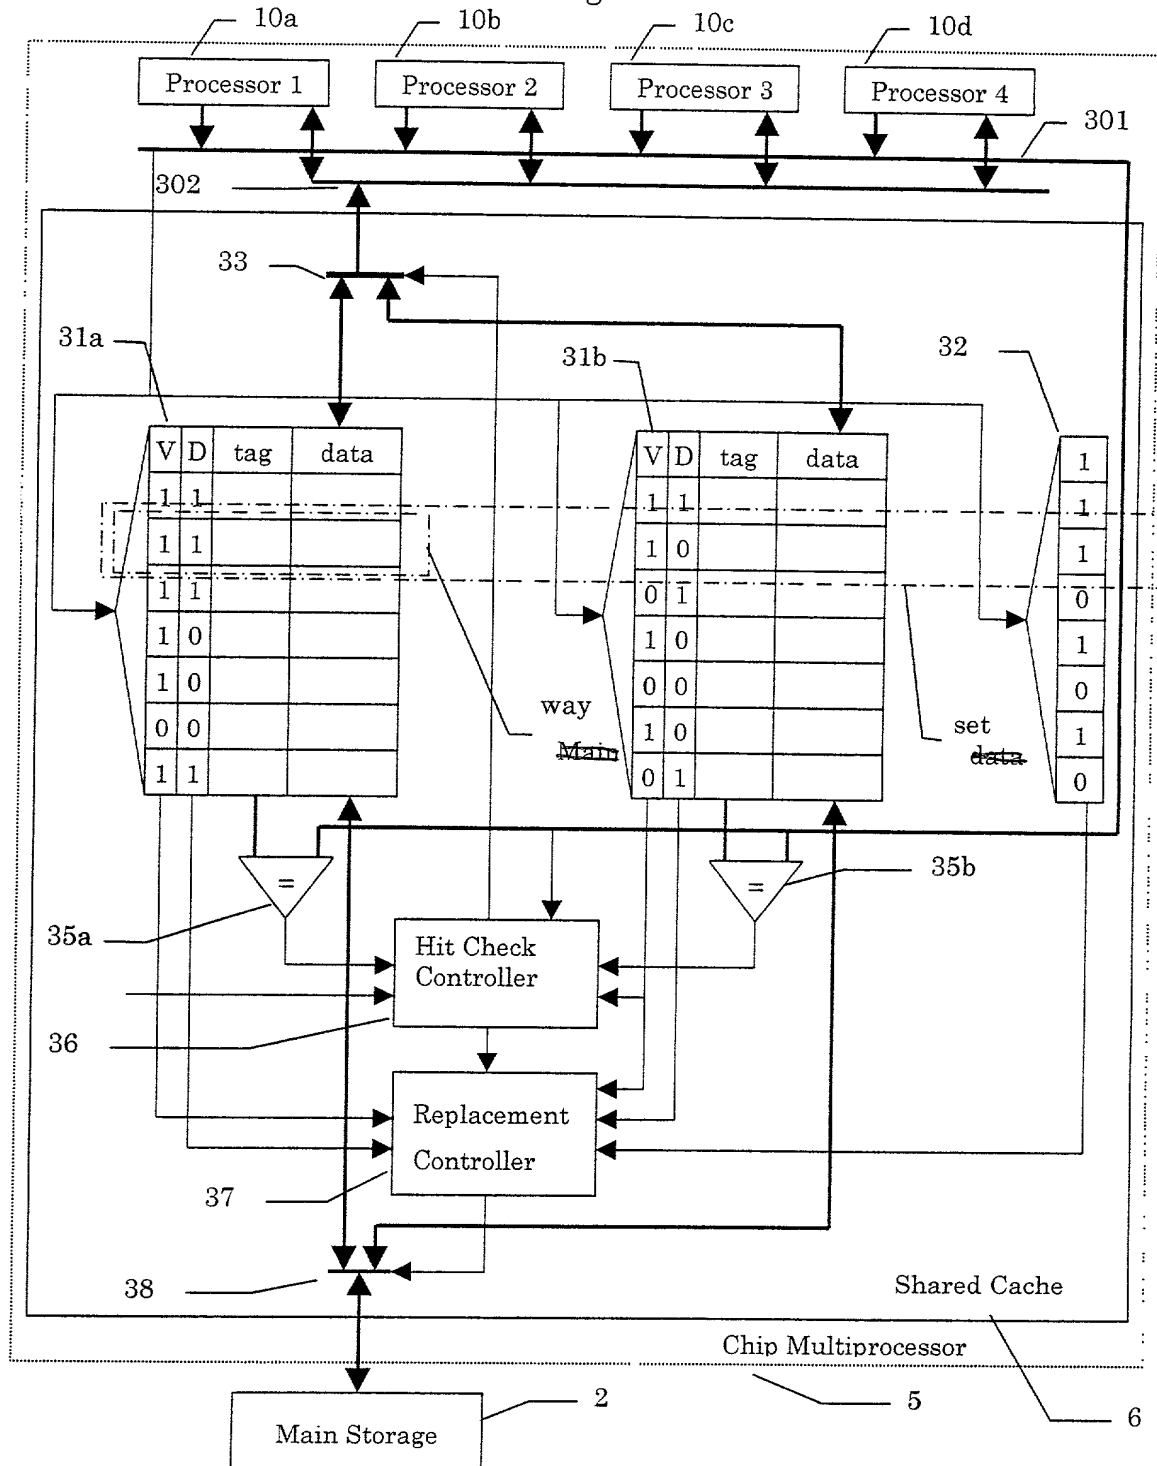 10a
10b
10c
10d
Processor 1
Processor 2
Processor 3
Processor 4
301
302
33
31a
31b
32
V D tag data
1 1
1 1
1 1
1 0
1 0
0 0
1 1
V D tag data
1 1
1 0
0 1
1 0
0 0
1 0
0 1
1
1
1
0
1
0
1
0
way
Main
set
data
=
=
35b
35a
Hit Check
Controller
36
Replacement
Controller
37
38
Shared Cache
Chip Multiprocessor
2
5
6
Main Storage